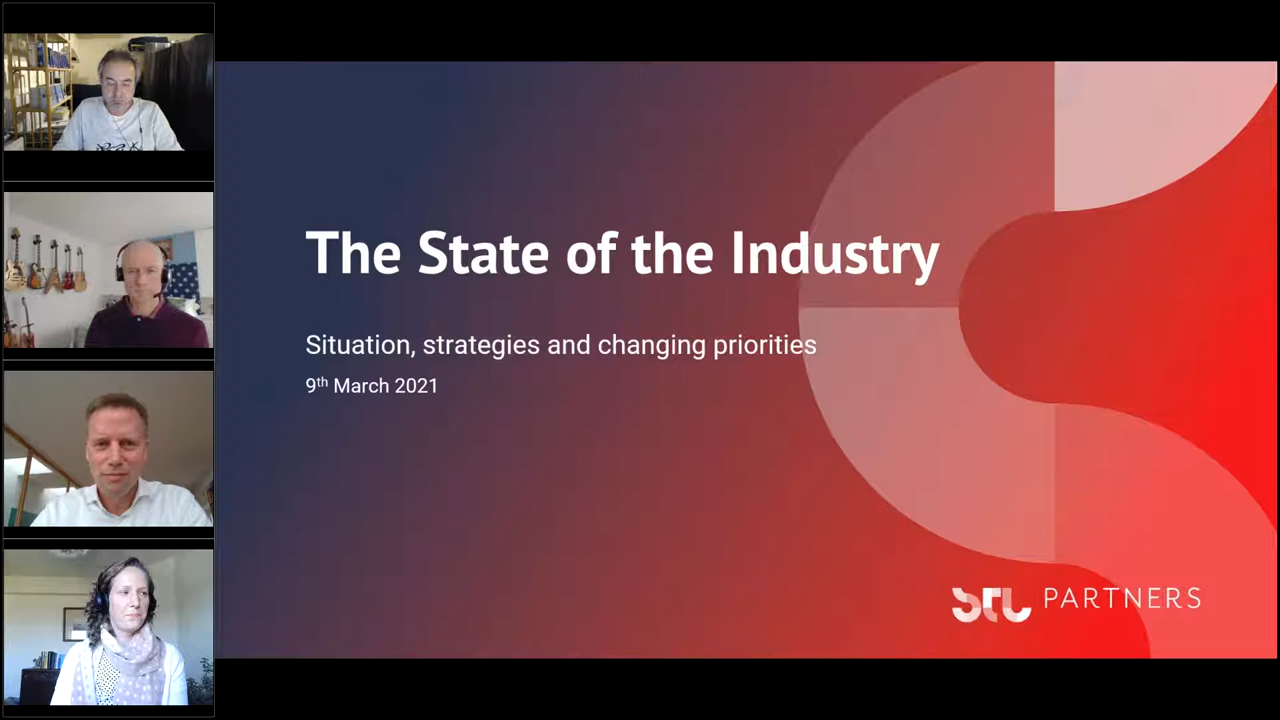 The State of the Industry
Situation, strategies and changing priorities
9th March 2021
STL PARTNERS